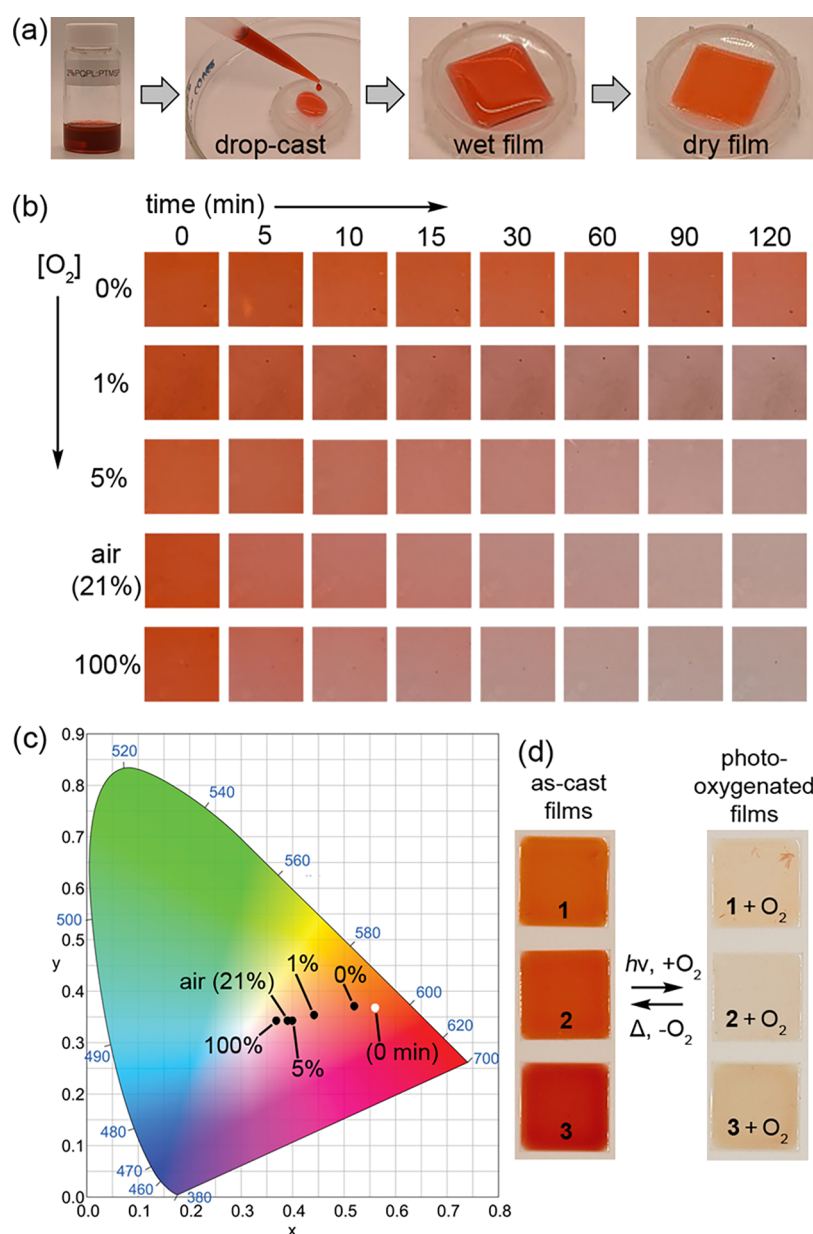 (a)
2%PQPL:PTMSP
drop-cast
wet film
dry film
(b)
time (min)
0 5 10 15 30 60 90 120
[O₂]
0%
1%
5%
air
(21%)
100%
(c)
0.9
0.8
0.7
0.6
0.5
y
0.4
0.3
0.2
0.1
0.0
0.0 0.1 0.2 0.3 0.4 0.5 0.6 0.7 0.8
x
520
540
560
500
580
600
620
700
490
480
470
460
380
air (21%)
1%
0%
100%
5%
(0 min)
(d)
as-cast
films
photo-
oxygenated
films
1
1 + O₂
hν, +O₂
2
Δ, -O₂
2 + O₂
3
3 + O₂